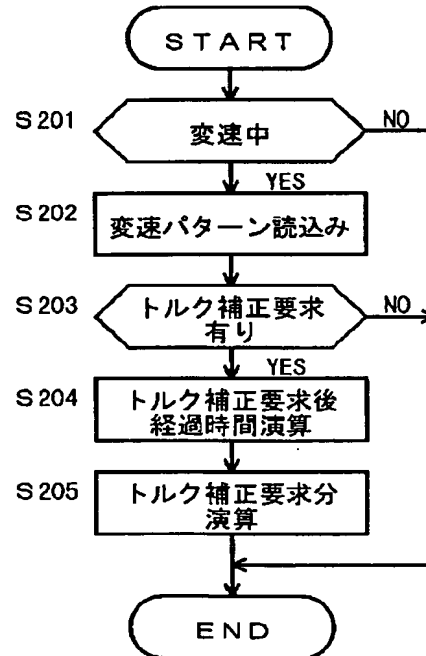 START
S201
変速中
NO
YES
S202
変速パターン読込み
S203
トルク補正要求
有り
NO
YES
S204
トルク補正要求後
経過時間演算
S205
トルク補正要求分
演算
END